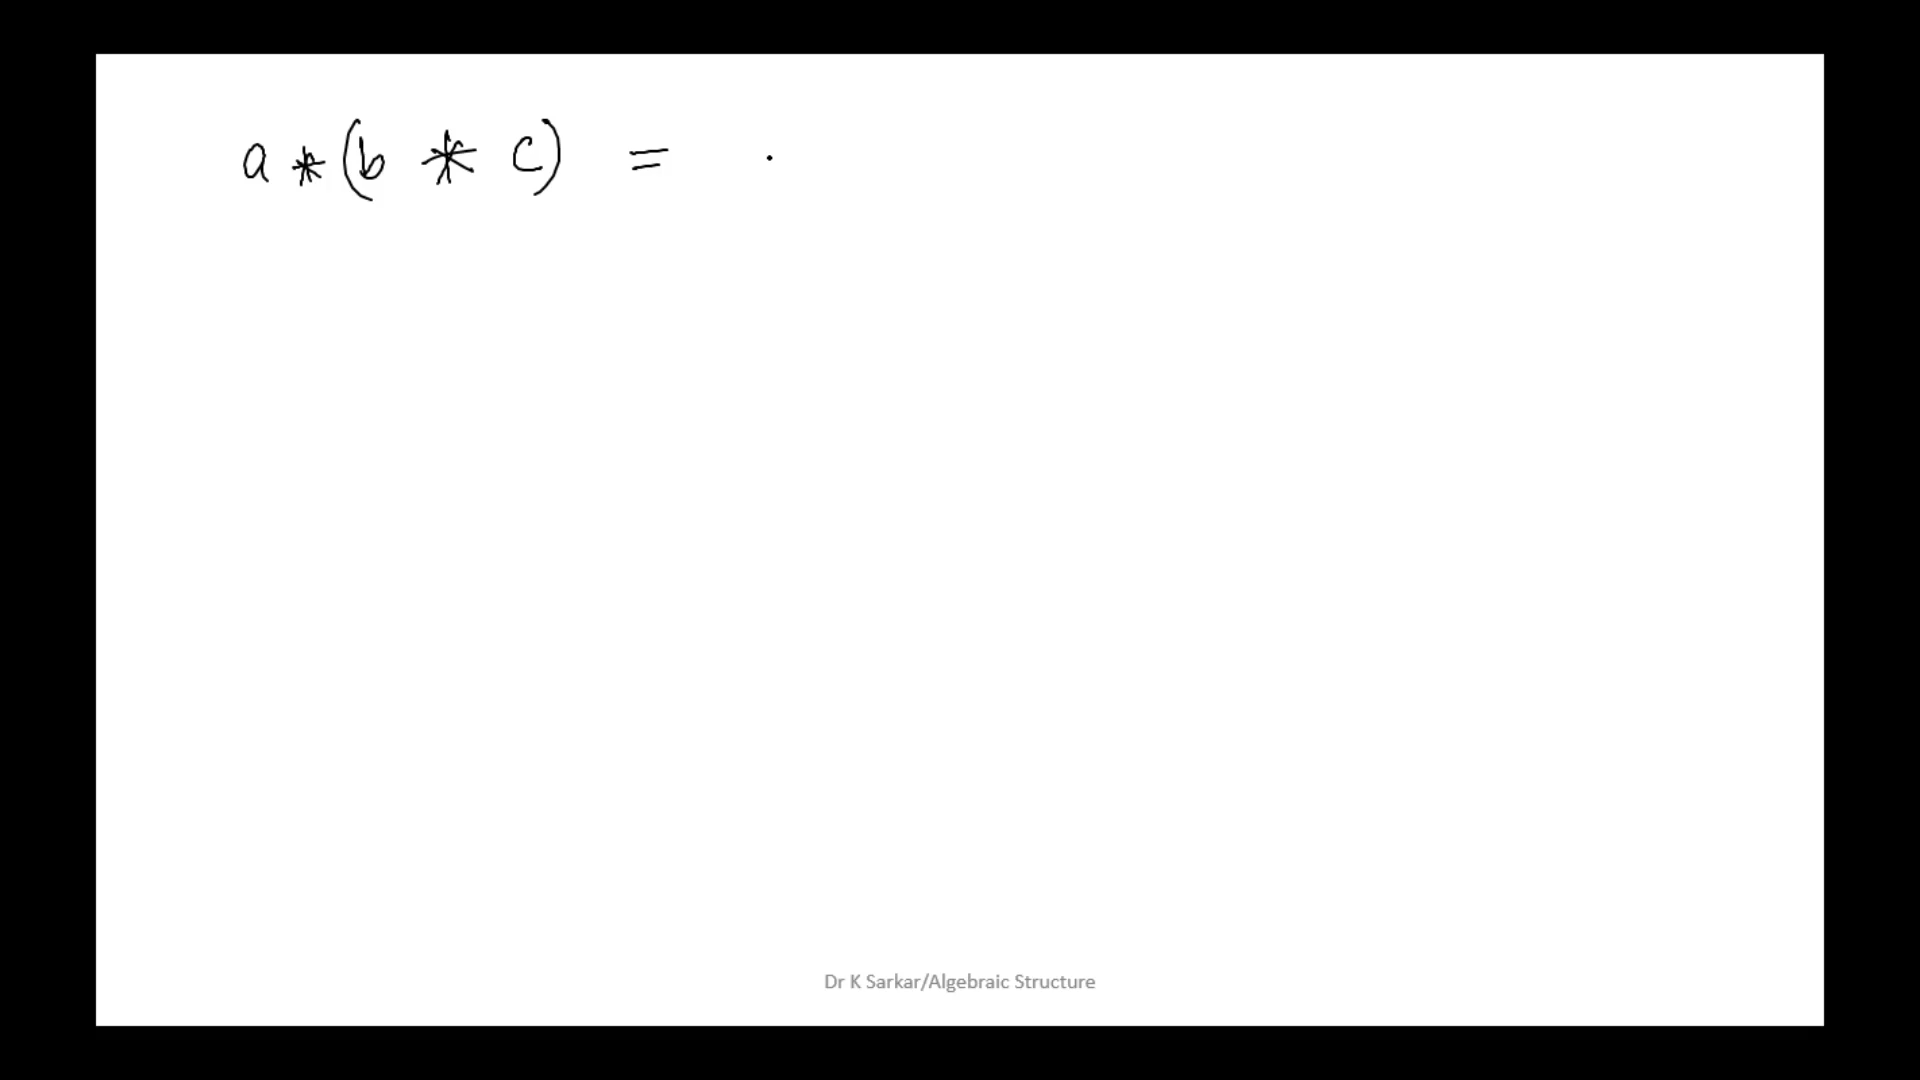 a * (b * c) =
Dr K Sarkar/Algebraic Structure